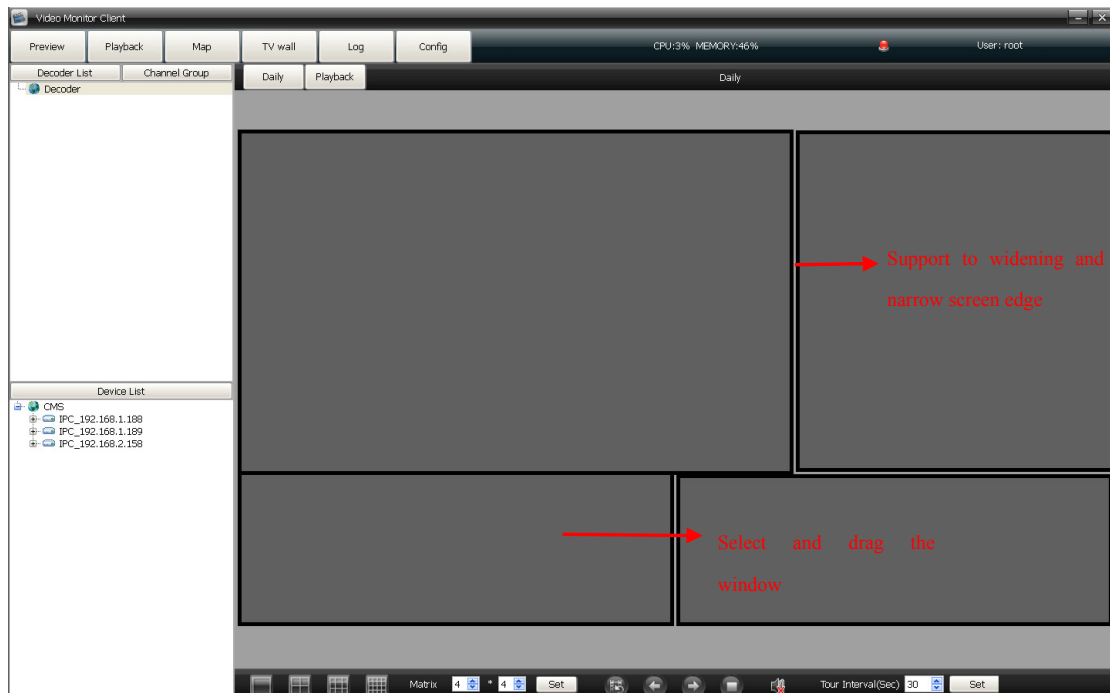 Video Monitor Client
Preview Playback Map TV wall Log Config CPU:3% MEMORY:46% User: root
Decoder List Channel Group Daily Playback Daily
Decoder
Support to widening and
narrow screen edge
Device List
CMS
IPC_192.168.1.188
IPC_192.168.1.189
IPC_192.168.2.158
Select and drag the
window
Matrix 4 * 4 Set Tour Interval(Sec) 30 Set